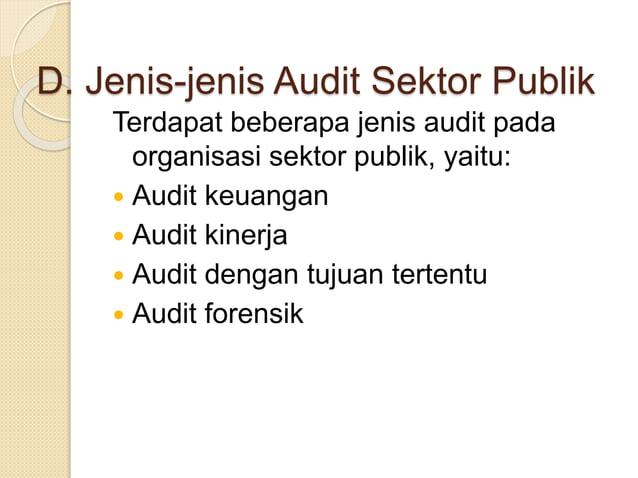 D. Jenis-jenis Audit Sektor Publik
Terdapat beberapa jenis audit pada
organisasi sektor publik, yaitu:
• Audit keuangan
• Audit kinerja
• Audit dengan tujuan tertentu
• Audit forensik